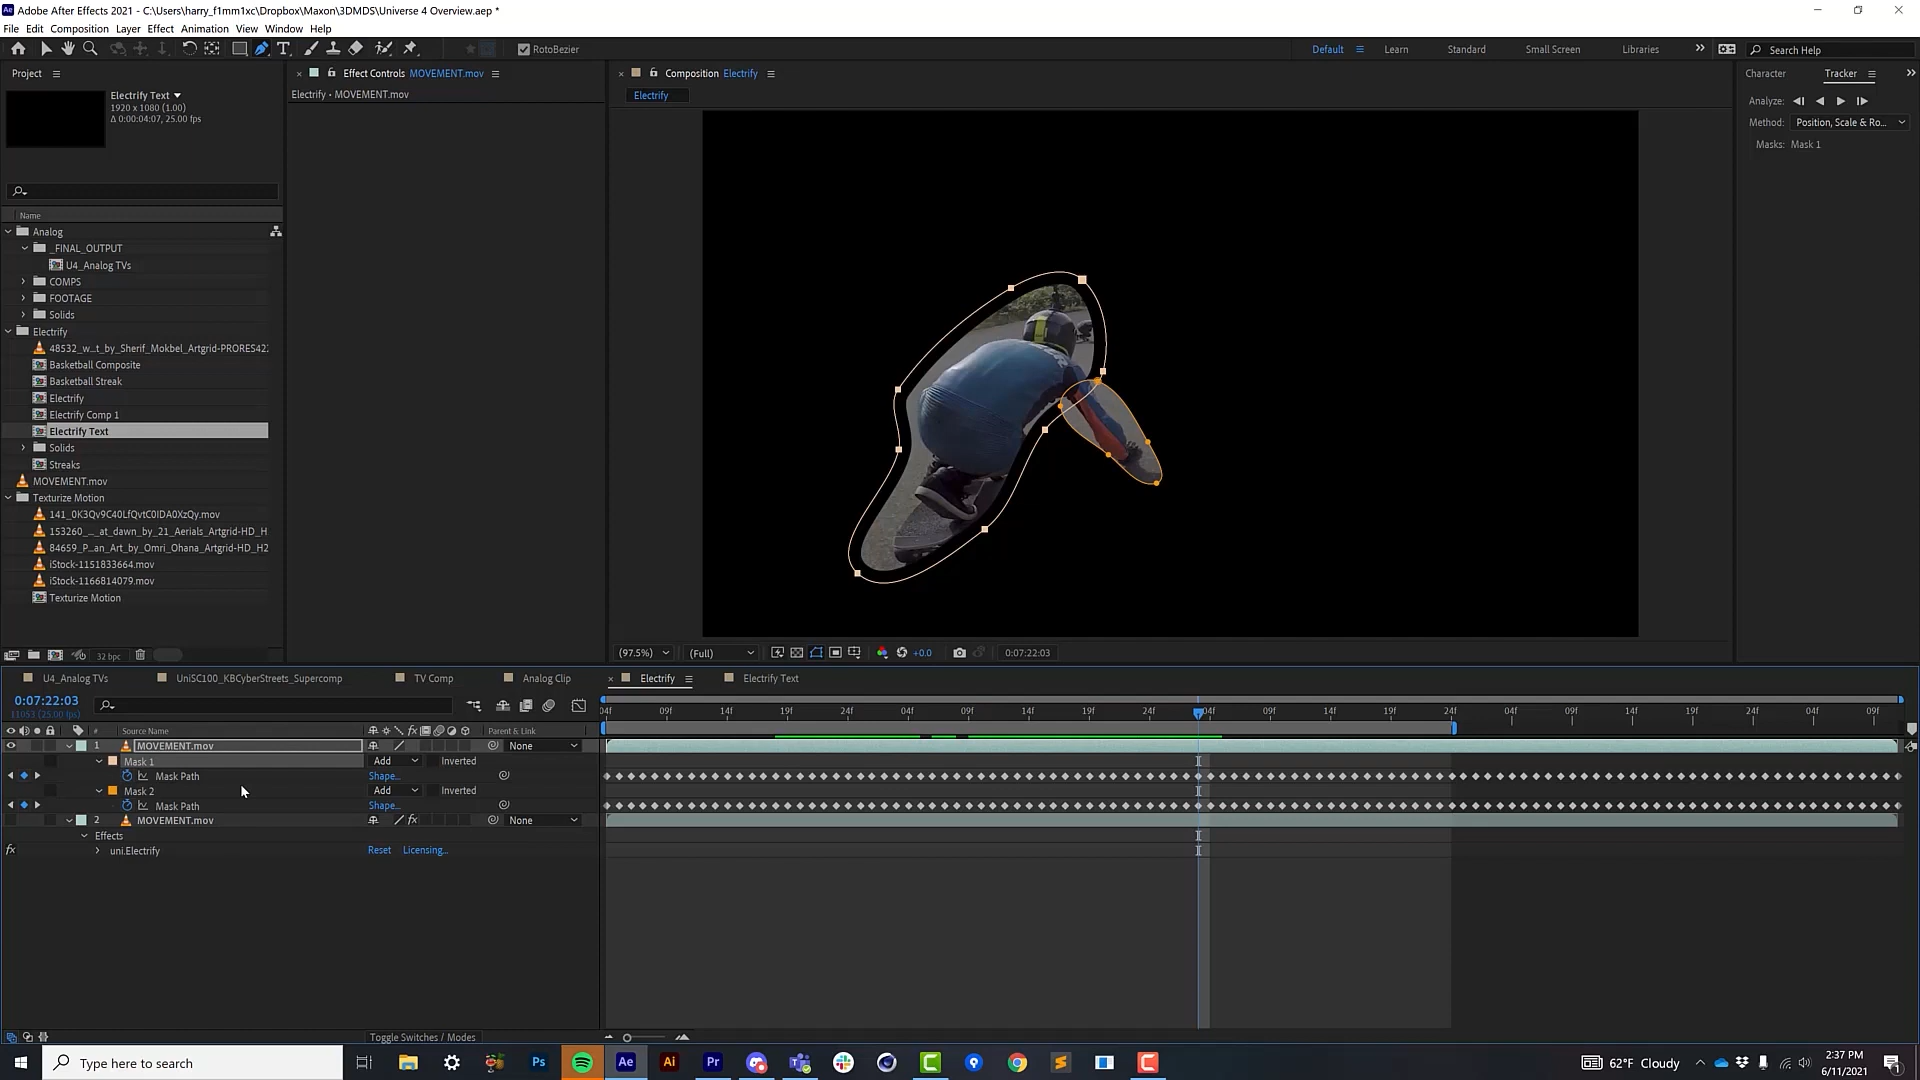 Adobe After Effects 2021 - C:\Users\harry_f1mm1xc\Dropbox\Maxon\3DMDS\Universe 4 Overview.aep *
File Edit Composition Layer Effect Animation View Window Help
RotoBezier
Default Learn Standard Small Screen Libraries Search Help
Project
Effect Controls MOVEMENT.mov
Composition Electrify
Character Tracker
Electrify Text
1920 x 1080 (1.00)
Δ 0:00:04:07, 25.00 fps
Electrify • MOVEMENT.mov
Electrify
Analyze:
Method: Position, Scale & Ro...
Masks: Mask 1
Name
Analog
_FINAL_OUTPUT
U4_Analog TVs
COMPS
FOOTAGE
Solids
Electrify
48532_w...t_by_Sherif_Mokbel_Artgrid-PRORES422
Basketball Composite
Basketball Streak
Electrify
Electrify Comp 1
Electrify Text
Solids
Streaks
MOVEMENT.mov
Texturize Motion
141_0K3Qv9C40LfQvtC0IDA0XzQy.mov
153260_..._at_dawn_by_21_Aerials_Artgrid-HD_H
84659_P...an_Art_by_Omri_Ohana_Artgrid-HD_H2
iStock-1151833664.mov
iStock-1166814079.mov
Texturize Motion
32 bpc
(97.5%) (Full) +0.0 0:07:22:03
U4_Analog TVs UniSC100_KBCyberStreets_Supercomp TV Comp Analog Clip Electrify Electrify Text
0:07:22:03
11053 (25.00 fps)
04f 09f 14f 19f 24f 04f 09f 14f 19f 24f 04f 09f 14f 19f 24f 04f 09f 14f 19f 24f 04f 09f
# Source Name Parent & Link
1 MOVEMENT.mov None
Mask 1 Add Inverted
Mask Path Shape...
Mask 2 Add Inverted
Mask Path Shape...
2 MOVEMENT.mov None
Effects
uni.Electrify Reset Licensing...
Toggle Switches / Modes
Type here to search
62°F Cloudy
2:37 PM
6/11/2021